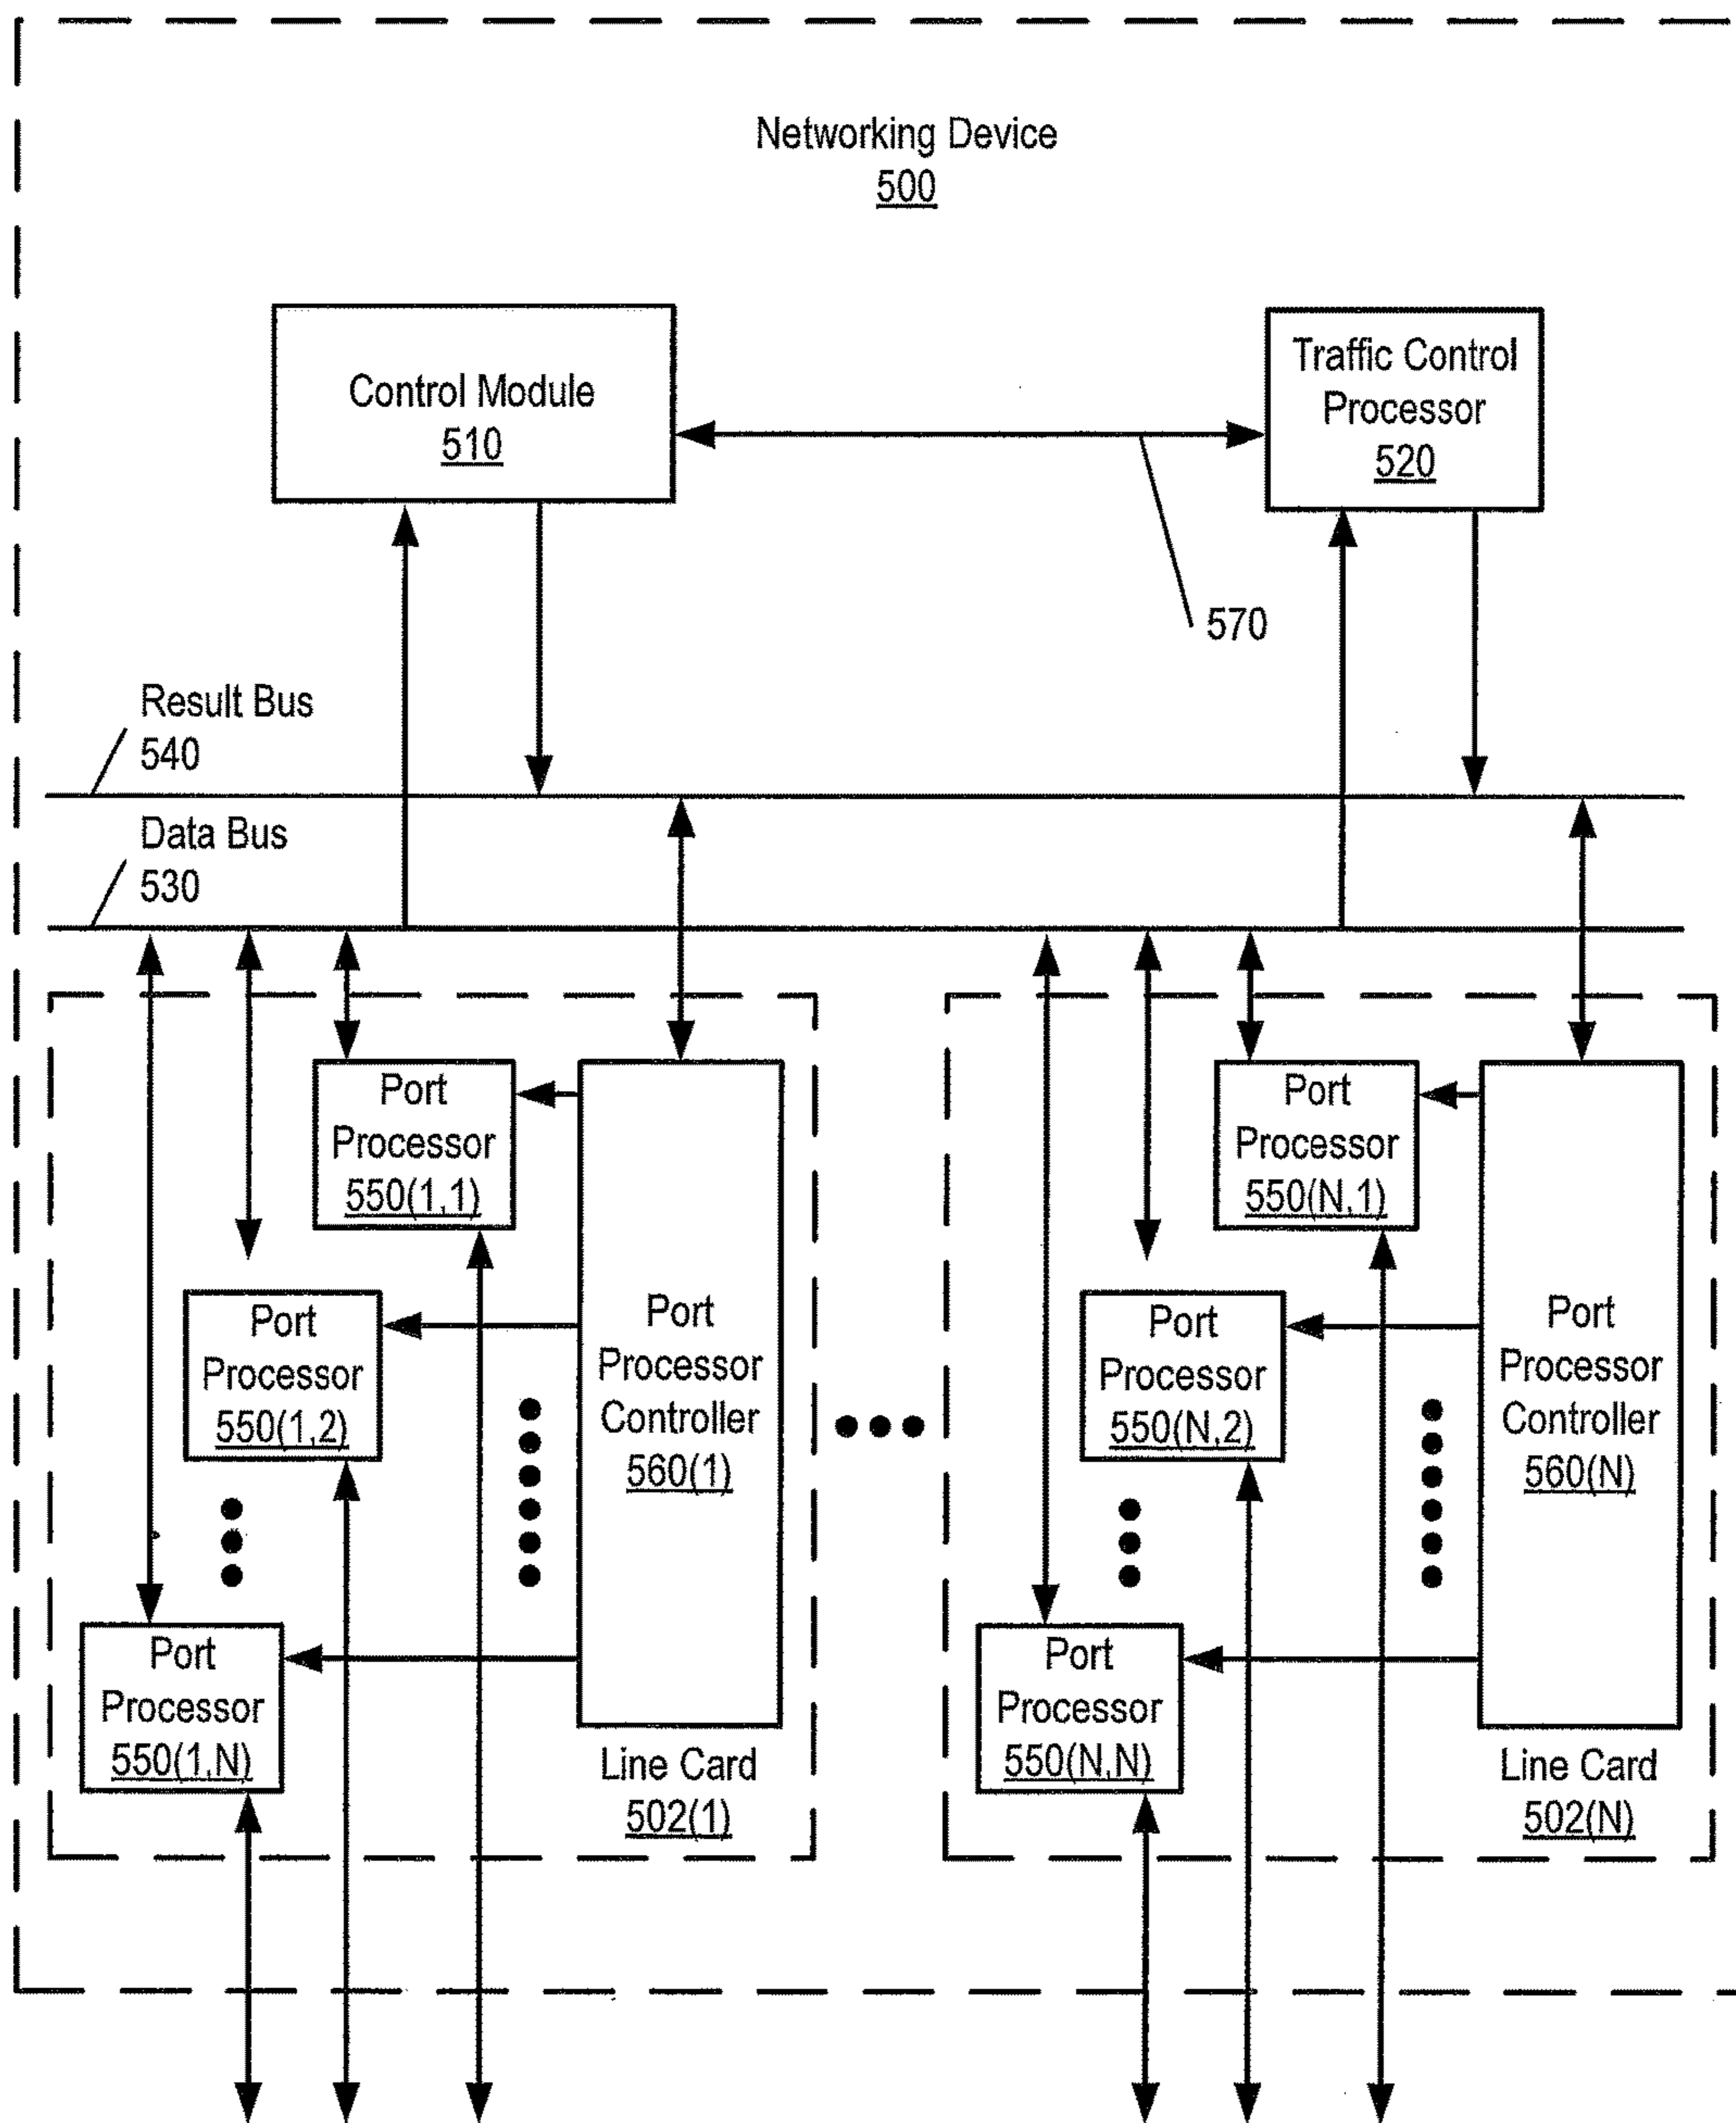 Networking Device
500
Control Module
510
Traffic Control
Processor
520
570
Result Bus
540
Data Bus
530
Port
Processor
550(1,1)
Port
Processor
550(1,2)
Port
Processor
550(1,N)
Port
Processor
Controller
560(1)
Line Card
502(1)
Port
Processor
550(N,1)
Port
Processor
550(N,2)
Port
Processor
550(N,N)
Port
Processor
Controller
560(N)
Line Card
502(N)